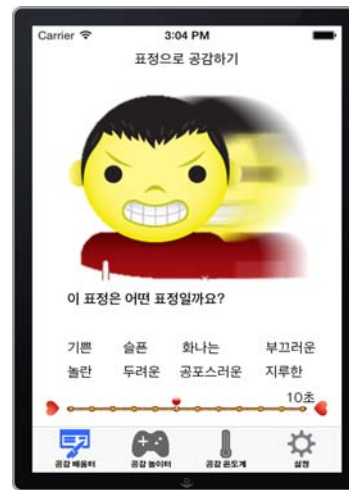 Carrier 3:04 PM
표정으로 공감하기
이 표정은 어떤 표정일까요?
기쁜 슬픈 화나는 부끄러운
놀란 두려운 공포스러운 지루한
10초
공감 배움터 공감 놀이터 공감 온도계 설정